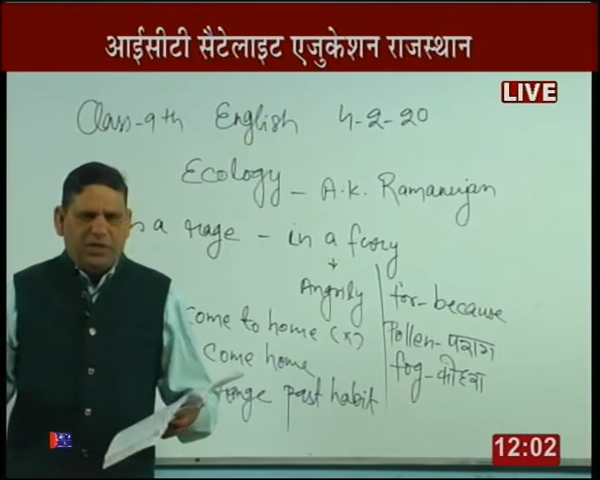 आईसीटी सैटेलाइट एजुकेशन राजस्थान
LIVE
Class-9th English 4-2-20
Ecology - A.K. Ramanujan
a rage - in a fury
Angrily
ome to home (x)
Come home
past habit
for- because
Pollen- पराग
fog- कोहरा
12:02